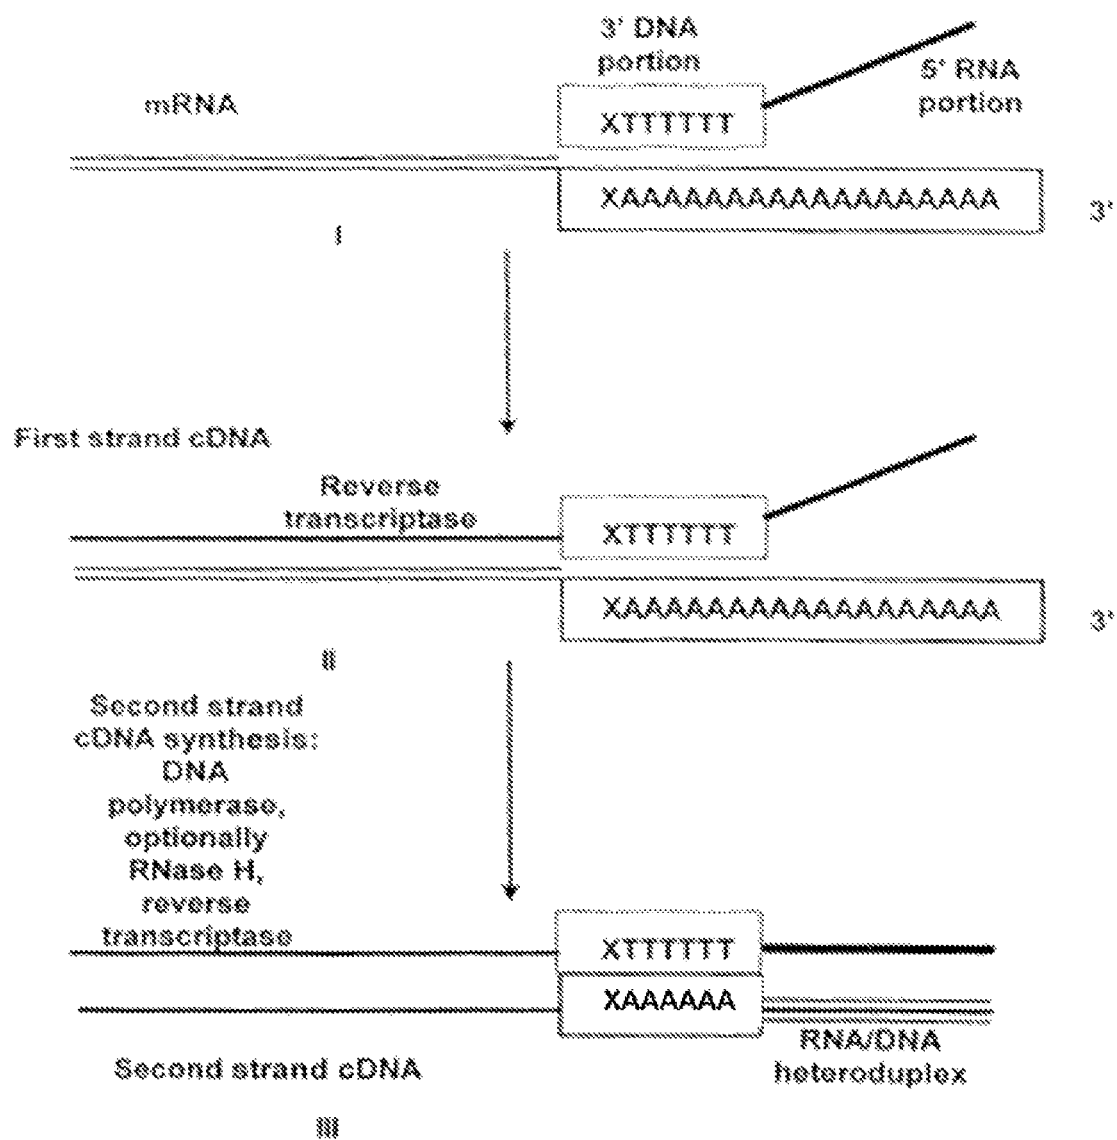 3' DNA
portion
5' RNA
portion
mRNA
XTTTTTT
XAAAAAAAAAAAAAAAAAAA
3'
I
First strand cDNA
Reverse
transcriptase
XTTTTTT
XAAAAAAAAAAAAAAAAAAA
3'
II
Second strand
cDNA synthesis:
DNA
polymerase,
optionally
RNase H,
reverse
transcriptase
XTTTTTT
XAAAAAA
RNA/DNA
heteroduplex
Second strand cDNA
III